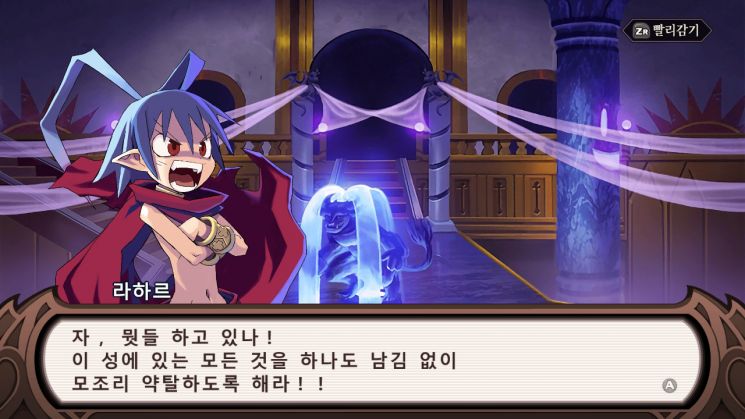 ZR 빨리감기
라하르
자, 뭣들 하고 있나!
이 성에 있는 모든 것을 하나도 남김 없이
모조리 약탈하도록 해라!!
A